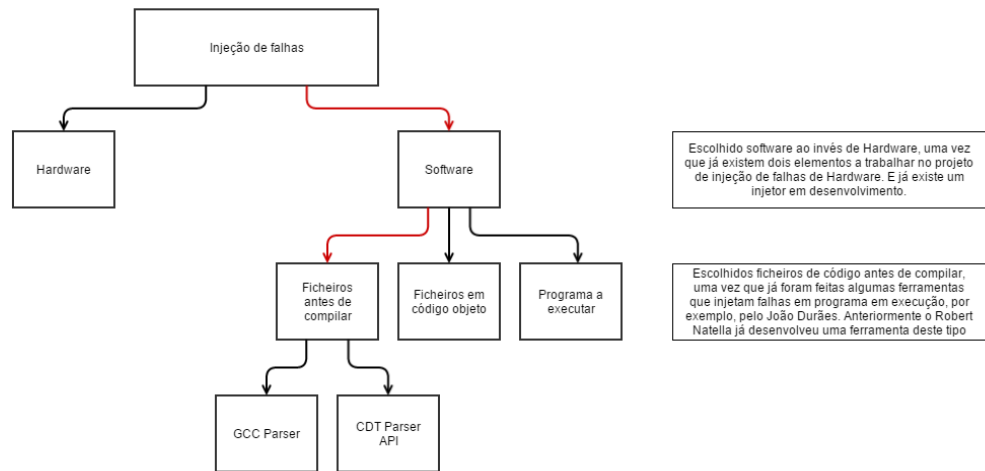 Injeção de falhas
Hardware
Software
Escolhido software ao invés de Hardware, uma vez
que já existem dois elementos a trabalhar no projeto
de injeção de falhas de Hardware. E já existe um
injetor em desenvolvimento.
Ficheiros
antes de
compilar
Ficheiros em
código objeto
Programa a
executar
Escolhidos ficheiros de código antes de compilar,
uma vez que já foram feitas algumas ferramentas
que injetam falhas em programa em execução, por
exemplo, pelo João Durães. Anteriormente o Robert
Natella já desenvolveu uma ferramenta deste tipo
GCC Parser
CDT Parser
API